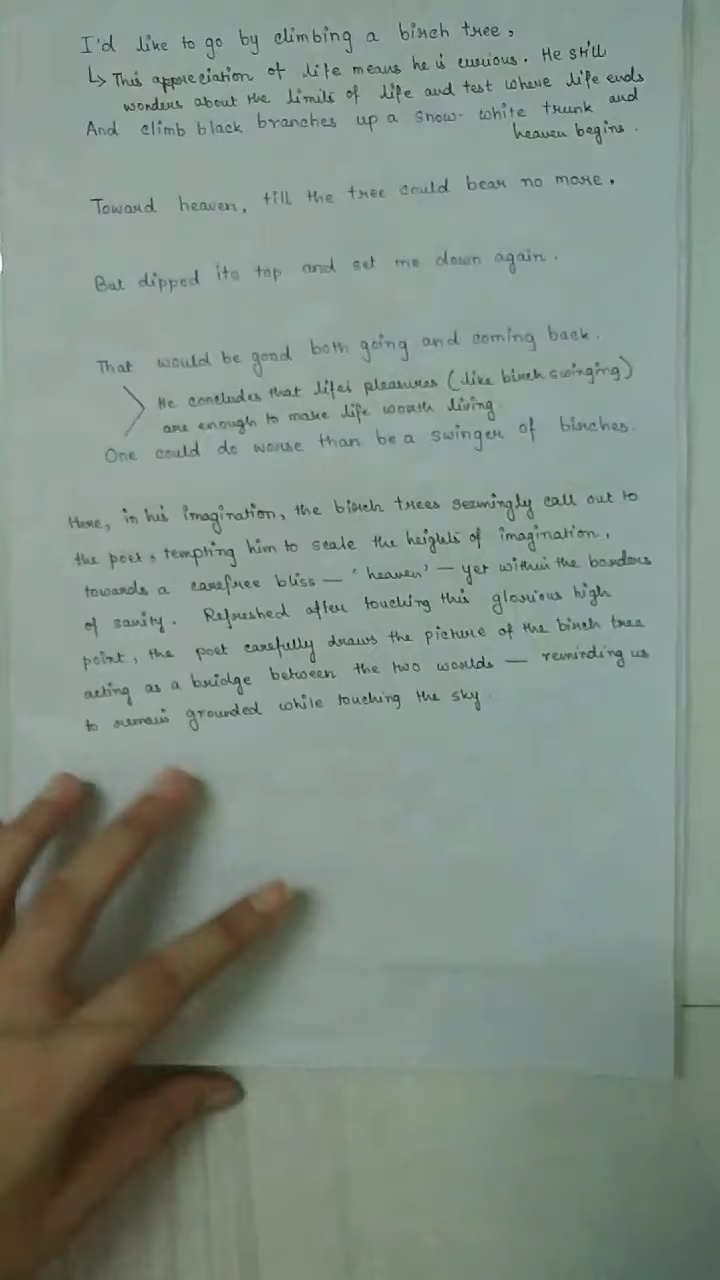 I'd like to go by climbing a birch tree,
↳ This appreciation of life means he is curious. He still
wonders about the limits of life and test where life ends
And climb black branches up a snow-white trunk and
heaven begins.
Toward heaven, till the tree could bear no more,
But dipped its top and set me down again.
That would be good both going and coming back.
He concludes that life's pleasures (like birch swinging)
are enough to make life worth living
One could do worse than be a swinger of birches.
Here, in his imagination, the birch trees seemingly call out to
the poet, tempting him to scale the heights of imagination,
towards a carefree bliss — 'heaven' — yet within the borders
of sanity. Refreshed after touching this glorious high
point, the poet carefully draws the picture of the birch tree
acting as a bridge between the two worlds — reminding us
to remain grounded while touching the sky